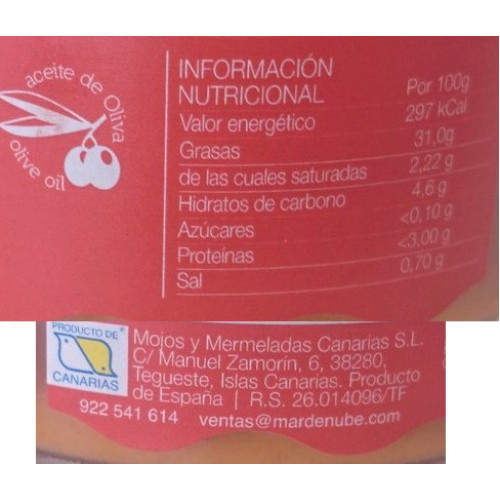 aceite de Oliva
olive oil
INFORMACIÓN
NUTRICIONAL
Por 100g
Valor energético 297 kCal
Grasas 31,0g
de las cuales saturadas 2,22 g
Hidratos de carbono 4,6 g
Azúcares <0,10 g
Proteínas <3,00 g
Sal 0,70 g
PRODUCTO DE
CANARIAS
Mojos y Mermeladas Canarias S.L.
C/ Manuel Zamorín, 6, 38280,
Tegueste, Islas Canarias. Producto
de España | R.S. 26.014096/TF
922 541 614 ventas@mardenube.com